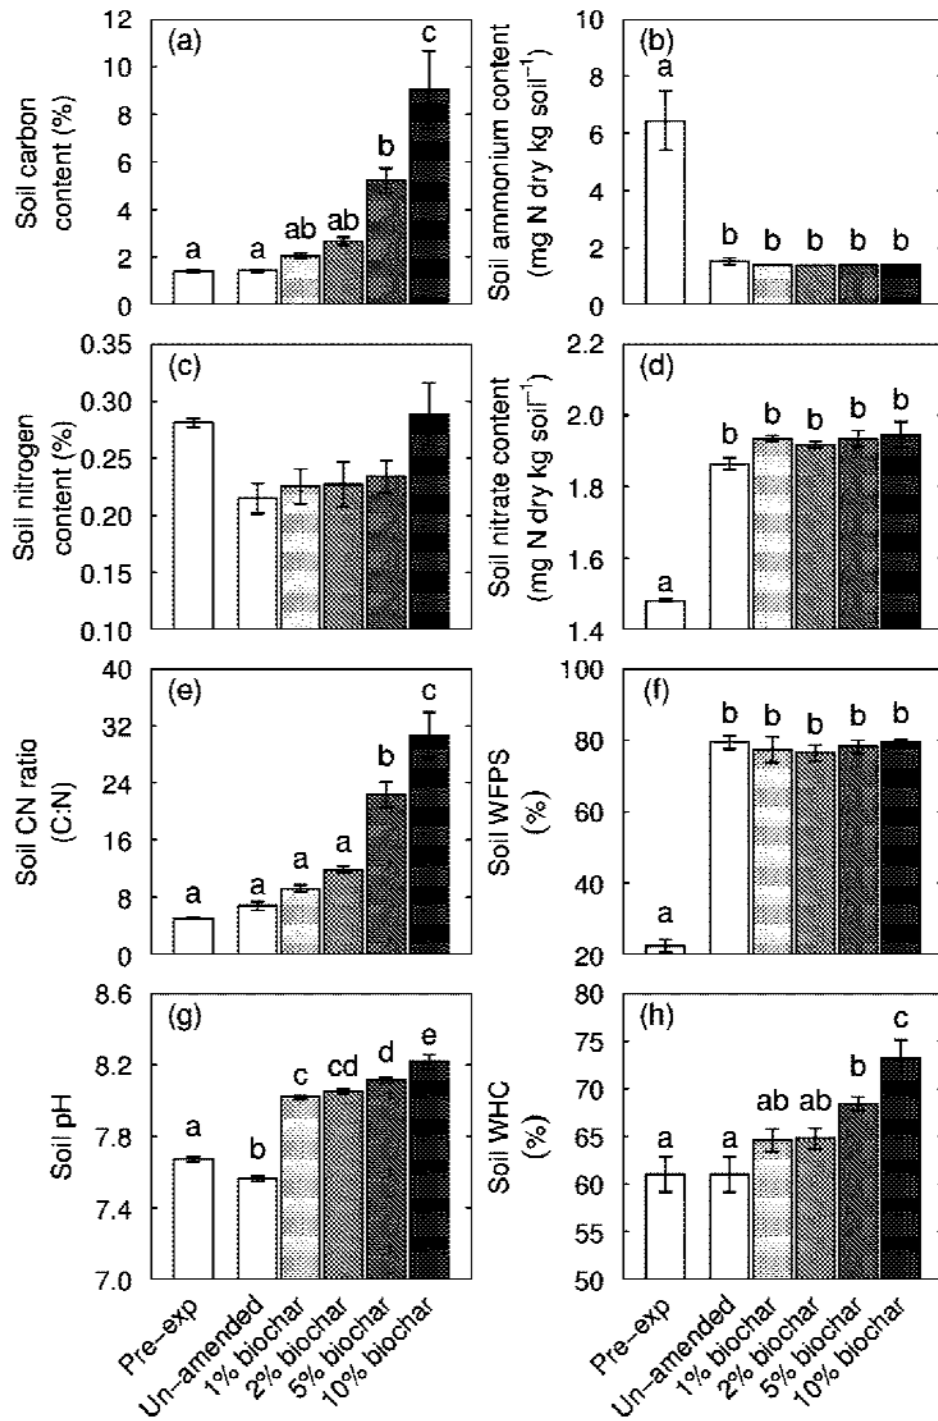 (a)
12
10
8
6
4
2
0
Soil carbon
content (%)
a
a
ab
ab
b
c
(b)
10
8
6
4
2
0
Soil ammonium content
(mg N dry kg soil⁻¹)
a
b
b
b
b
b
(c)
0.35
0.30
0.25
0.20
0.15
0.10
Soil nitrogen
content (%)
(d)
2.2
2.0
1.8
1.6
1.4
Soil nitrate content
(mg N dry kg soil⁻¹)
a
b
b
b
b
b
(e)
40
32
24
16
8
0
Soil CN ratio
(C:N)
a
a
a
a
b
c
(f)
100
80
60
40
20
Soil WFPS
(%)
a
b
b
b
b
b
(g)
8.6
8.2
7.8
7.4
7.0
Soil pH
a
b
c
cd
d
e
(h)
80
75
70
65
60
55
50
Soil WHC
(%)
a
a
ab
ab
b
c
Pre-exp
Un-amended
1% biochar
2% biochar
5% biochar
10% biochar
Pre-exp
Un-amended
1% biochar
2% biochar
5% biochar
10% biochar